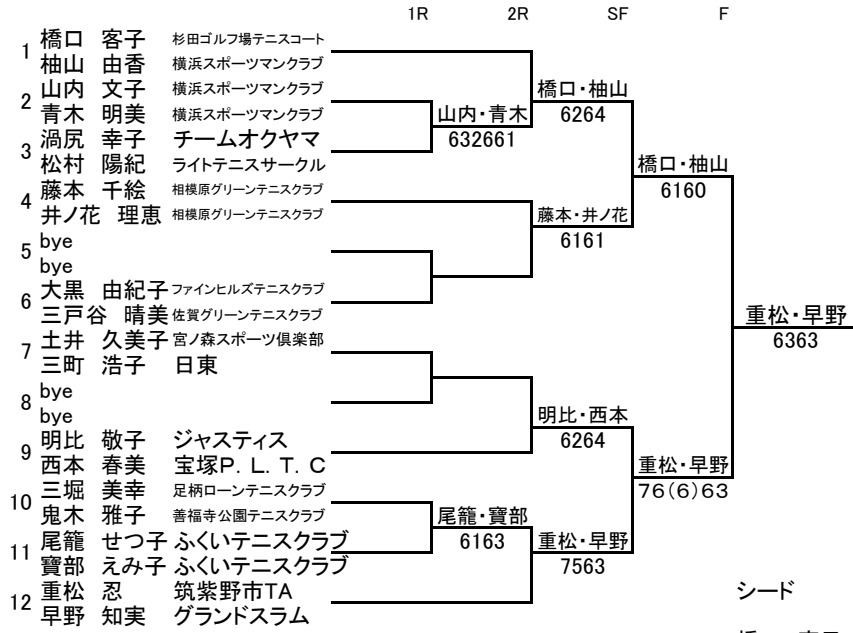 1R 2R SF F
橋口 客子 杉田ゴルフ場テニスコート
1
柚山 由香 横浜スポーツマンクラブ
山内 文子 横浜スポーツマンクラブ 橋口・柚山
2
青木 明美 横浜スポーツマンクラブ 山内・青木 6264
渦尻 幸子 チームオクヤマ 632661
3
松村 陽紀 ライトテニスサークル 橋口・柚山
藤本 千絵 相模原グリーンテニスクラブ 6160
4
井ノ花 理恵 相模原グリーンテニスクラブ 藤本・井ノ花
bye 6161
5
bye
大黒 由紀子 ファインヒルズテニスクラブ
6
三戸谷 晴美 佐賀グリーンテニスクラブ 重松・早野
土井 久美子 宮ノ森スポーツ倶楽部 6363
7
三町 浩子 日東
bye
8
bye 明比・西本
明比 敬子 ジャスティス 6264
9
西本 春美 宝塚P.L.T.C 重松・早野
三堀 美幸 足柄ローンテニスクラブ 76(6)63
10
鬼木 雅子 善福寺公園テニスクラブ 尾籠・寶部
尾籠 せつ子 ふくいテニスクラブ 6163 重松・早野
11
寶部 えみ子 ふくいテニスクラブ 7563
重松 忍 筑紫野市TA シード
12
早野 知実 グランドスラム